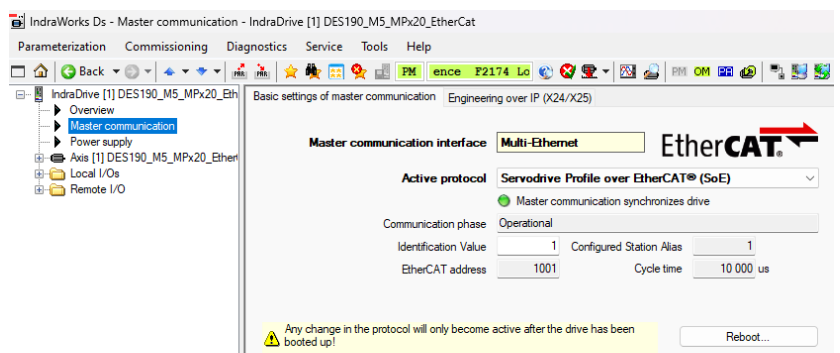 IndraWorks Ds - Master communication - IndraDrive [1] DES190_M5_MPx20_EtherCat
Parameterization Commissioning Diagnostics Service Tools Help
Back PM ence F2174 Lo PM OM
IndraDrive [1] DES190_M5_MPx20_Eth
Overview
Master communication
Power supply
Axis [1] DES190_M5_MPx20_Ether
Local I/Os
Remote I/O
Basic settings of master communication Engineering over IP (X24/X25)
Master communication interface Multi-Ethernet
EtherCAT®
Active protocol Servodrive Profile over EtherCAT® (SoE)
Master communication synchronizes drive
Communication phase Operational
Identification Value 1 Configured Station Alias 1
EtherCAT address 1001 Cycle time 10 000 us
Any change in the protocol will only become active after the drive has been
booted up!
Reboot...